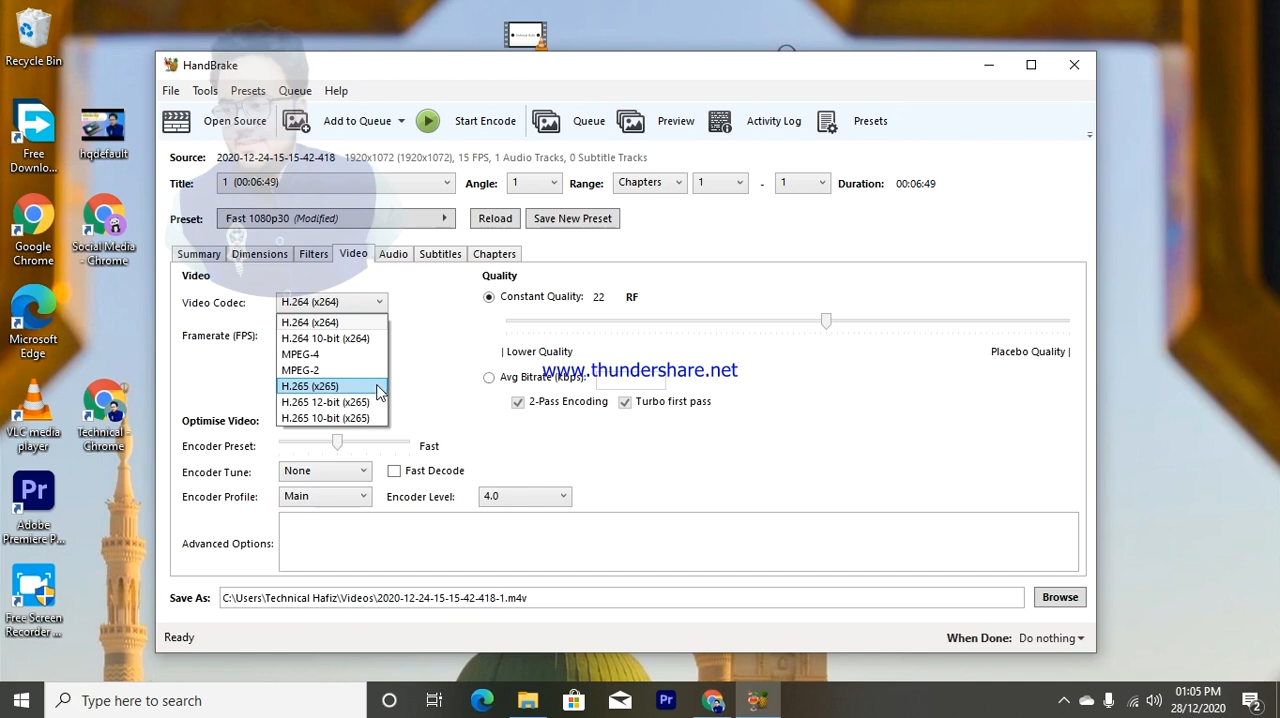 Recycle Bin
Free
Downlo...
hqdefault
Google
Chrome
Social Media
- Chrome
Microsoft
Edge
VLC media
player
Technical -
Chrome
Pr
Adobe
Premiere P...
Free Screen
Recorder ...
HandBrake
File Tools Presets Queue Help
Open Source Add to Queue Start Encode Queue Preview Activity Log Presets
Source: 2020-12-24-15-15-42-418 1920x1072 (1920x1072), 15 FPS, 1 Audio Tracks, 0 Subtitle Tracks
Title: 1 (00:06:49) Angle: 1 Range: Chapters 1 - 1 Duration: 00:06:49
Preset: Fast 1080p30 (Modified) Reload Save New Preset
Summary Dimensions Filters Video Audio Subtitles Chapters
Video
Video Codec: H.264 (x264)
H.264 (x264)
Framerate (FPS):
H.264 10-bit (x264)
MPEG-4
MPEG-2
H.265 (x265)
H.265 12-bit (x265)
H.265 10-bit (x265)
Quality
Constant Quality: 22 RF
| Lower Quality Placebo Quality |
www.thundershare.net
Avg Bitrate (kbps):
2-Pass Encoding Turbo first pass
Optimise Video:
Encoder Preset: Fast
Encoder Tune: None Fast Decode
Encoder Profile: Main Encoder Level: 4.0
Advanced Options:
Save As: C:\Users\Technical Hafiz\Videos\2020-12-24-15-15-42-418-1.m4v Browse
Ready When Done: Do nothing
Type here to search
Pr
01:05 PM
28/12/2020
2